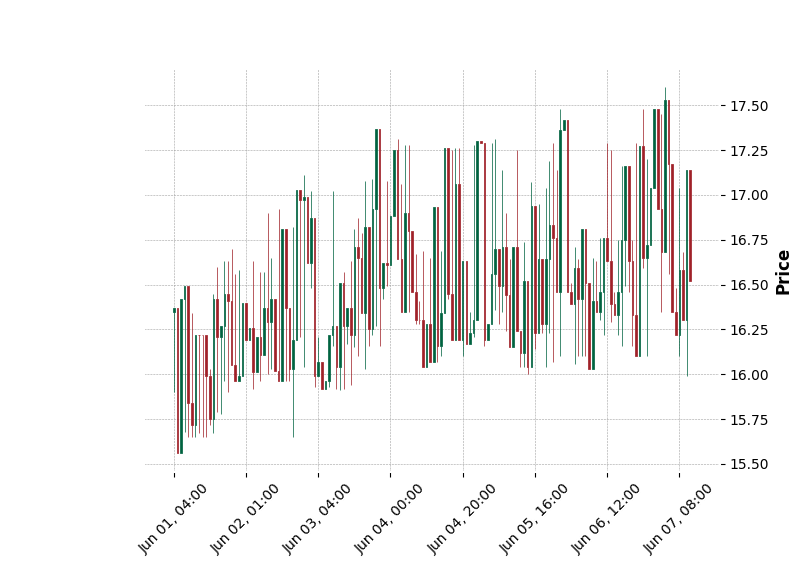 17.50
17.25
17.00
16.75
16.50
16.25
16.00
15.75
15.50
Price
Jun 01, 04:00
Jun 02, 01:00
Jun 03, 04:00
Jun 04, 00:00
Jun 04, 20:00
Jun 05, 16:00
Jun 06, 12:00
Jun 07, 08:00